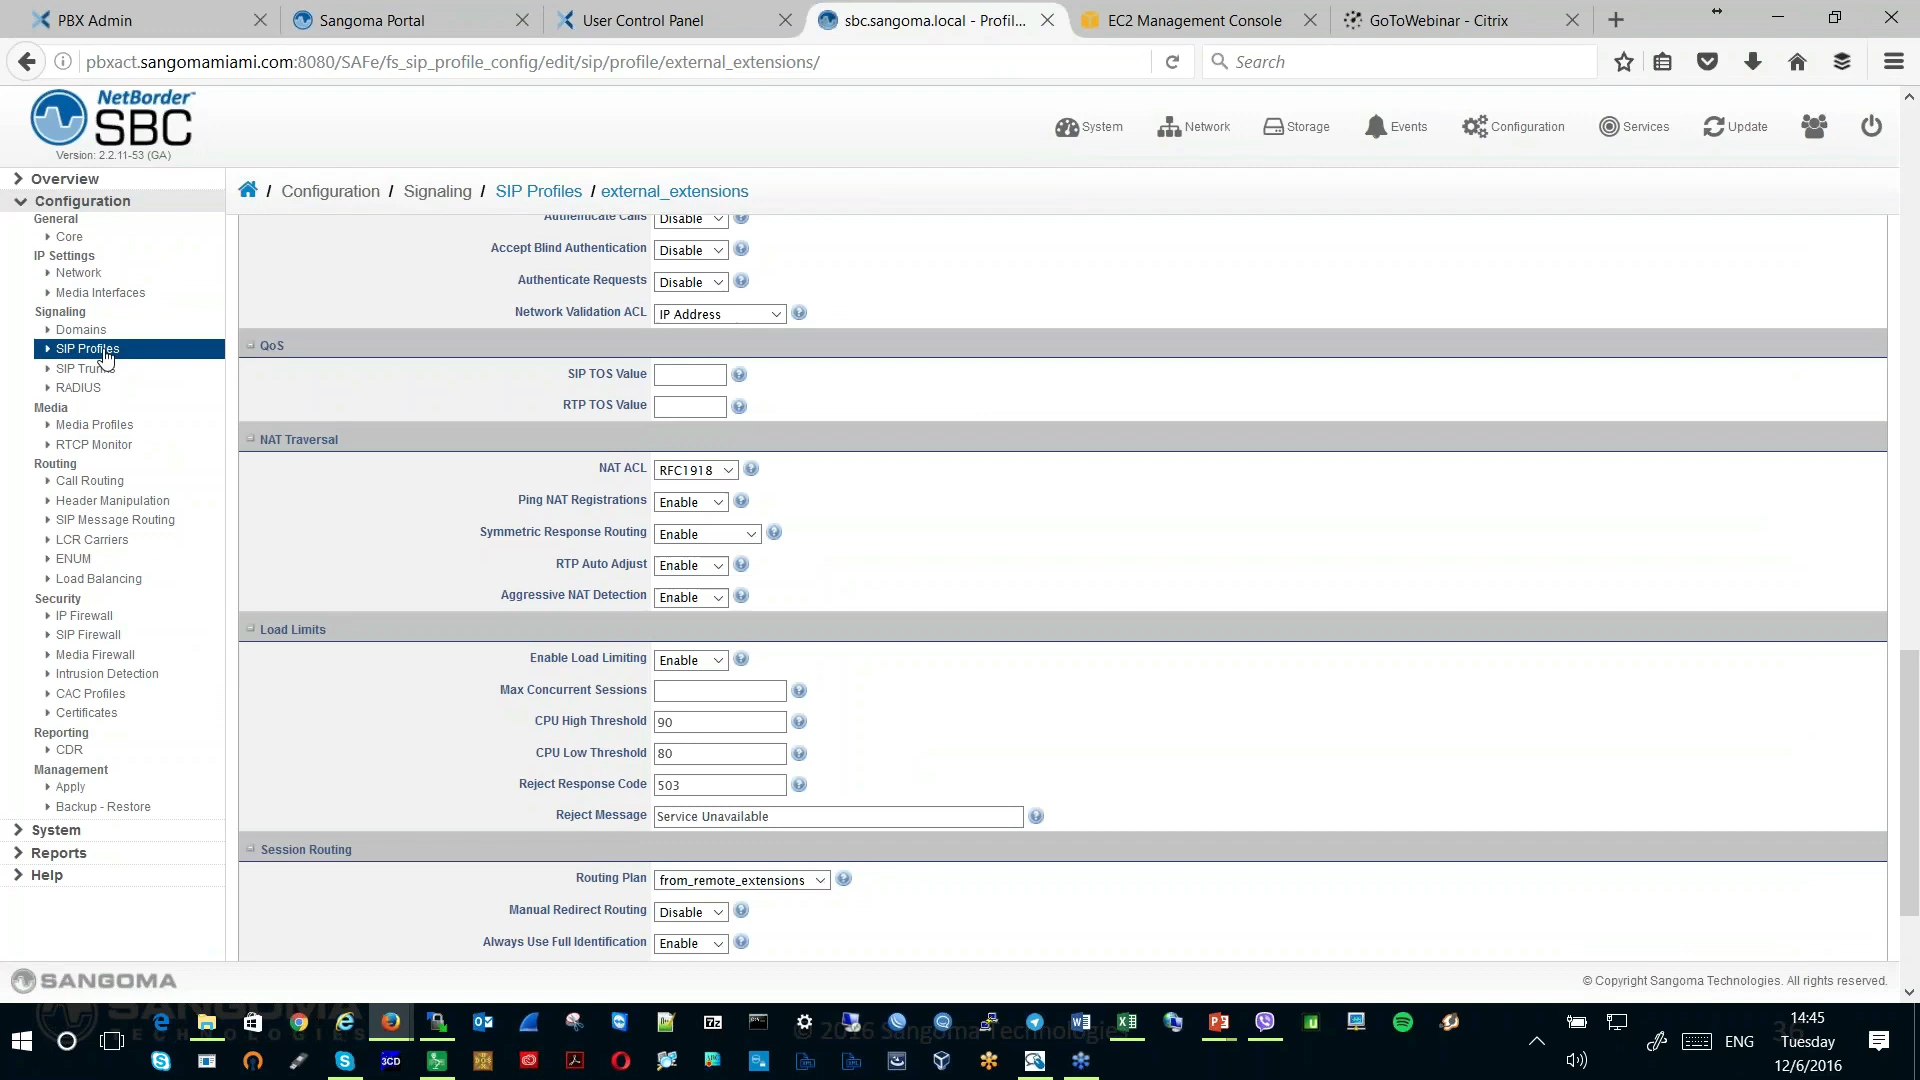 PBX Admin
Sangoma Portal
User Control Panel
sbc.sangoma.local - Profil...
EC2 Management Console
GoToWebinar - Citrix
pbxact.sangomamiami.com:8080/SAFe/fs_sip_profile_config/edit/sip/profile/external_extensions/
Search
NetBorder
SBC
Version: 2.2.11-53 (GA)
System
Network
Storage
Events
Configuration
Services
Update
Overview
Configuration
General
Core
IP Settings
Network
Media Interfaces
Signaling
Domains
SIP Profiles
SIP Trunks
RADIUS
Media
Media Profiles
RTCP Monitor
Routing
Call Routing
Header Manipulation
SIP Message Routing
LCR Carriers
ENUM
Load Balancing
Security
IP Firewall
SIP Firewall
Media Firewall
Intrusion Detection
CAC Profiles
Certificates
Reporting
CDR
Management
Apply
Backup - Restore
System
Reports
Help
/ Configuration / Signaling / SIP Profiles / external_extensions
Authenticate Calls Disable
Accept Blind Authentication Disable
Authenticate Requests Disable
Network Validation ACL IP Address
QoS
SIP TOS Value
RTP TOS Value
NAT Traversal
NAT ACL RFC1918
Ping NAT Registrations Enable
Symmetric Response Routing Enable
RTP Auto Adjust Enable
Aggressive NAT Detection Enable
Load Limits
Enable Load Limiting Enable
Max Concurrent Sessions
CPU High Threshold 90
CPU Low Threshold 80
Reject Response Code 503
Reject Message Service Unavailable
Session Routing
Routing Plan from_remote_extensions
Manual Redirect Routing Disable
Always Use Full Identification Enable
SANGOMA
© Copyright Sangoma Technologies. All rights reserved.
SANGOMA
TECHNOLOGIES
© 2016 Sangoma Technologies
36
ENG
14:45
Tuesday
12/6/2016